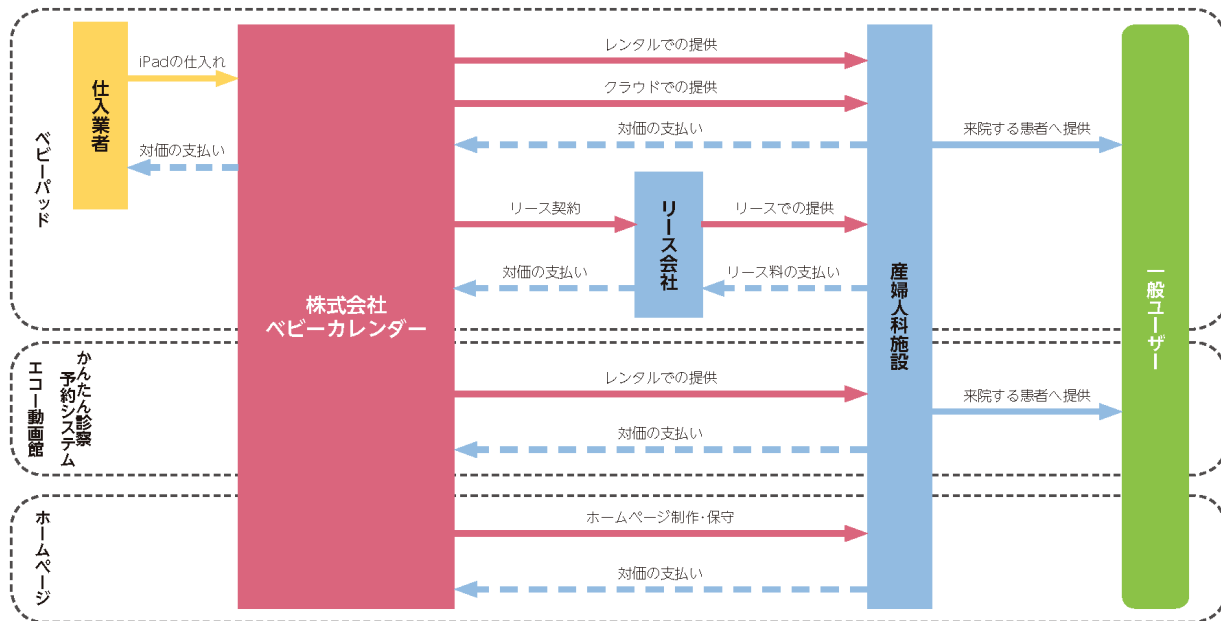 ベビーパッド
仕入業者
iPadの仕入れ
対価の支払い
株式会社
ベビーカレンダー
レンタルでの提供
クラウドでの提供
対価の支払い
リース契約
対価の支払い
リース会社
リースでの提供
リース料の支払い
産婦人科施設
来院する患者へ提供
一般ユーザー
かんたん診察
予約システム
エコー動画館
レンタルでの提供
対価の支払い
来院する患者へ提供
ホームページ
ホームページ制作・保守
対価の支払い